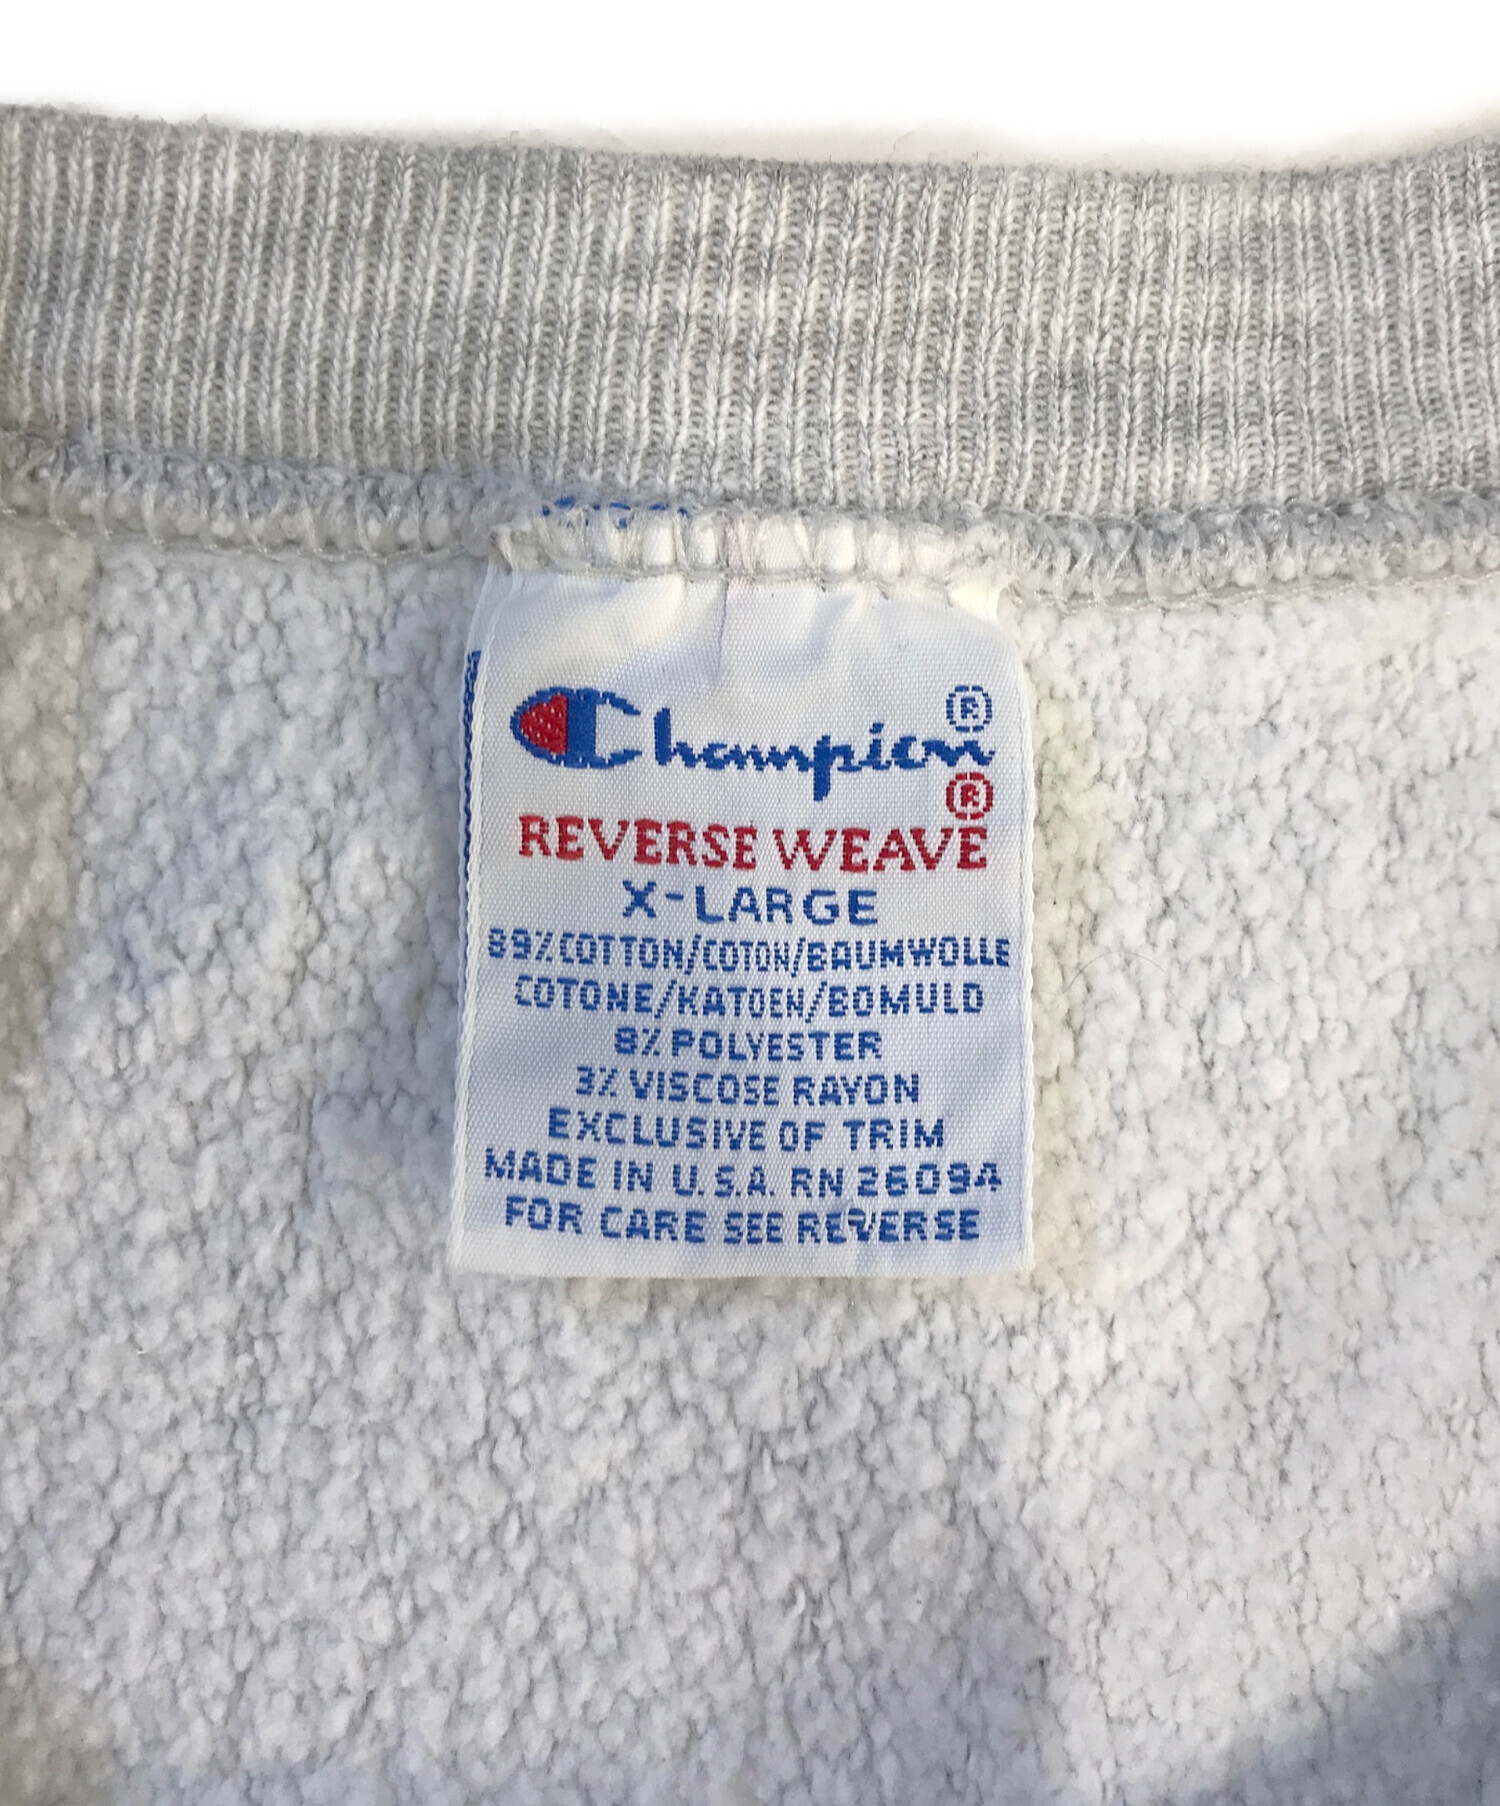 Champion®
REVERSE WEAVE®
X-LARGE
89% COTTON/COTON/BAUMWOLLE
COTONE/KATOEN/BOMULD
8% POLYESTER
3% VISCOSE RAYON
EXCLUSIVE OF TRIM
MADE IN U.S.A. RN 26094
FOR CARE SEE REVERSE